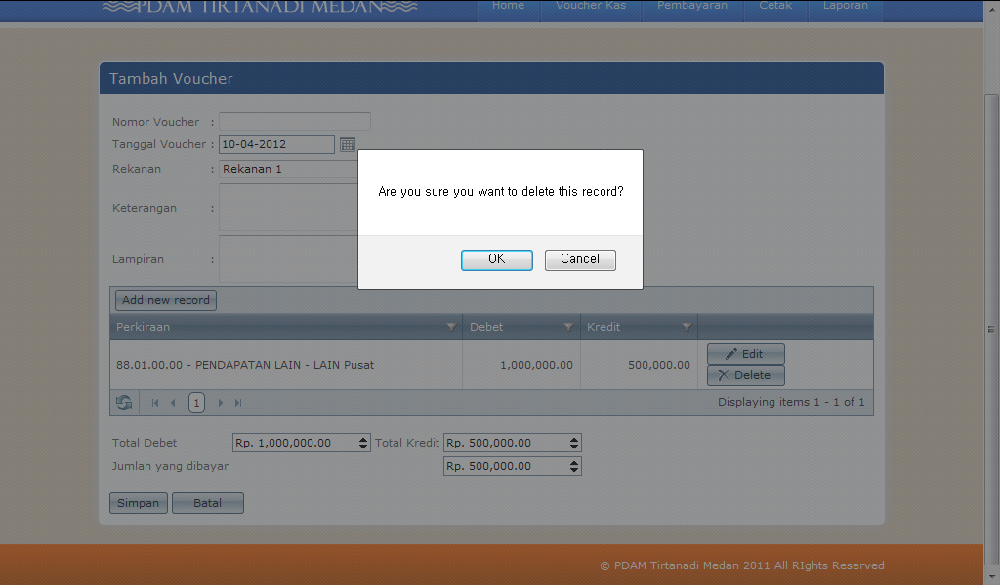 PDAM TIRTANADI MEDAN
Home Voucher Kas Pembayaran Cetak Laporan
Tambah Voucher
Nomor Voucher :
Tanggal Voucher : 10-04-2012
Rekanan : Rekanan 1
Keterangan :
Lampiran :
Are you sure you want to delete this record?
OK Cancel
Add new record
Perkiraan Debet Kredit
88.01.00.00 - PENDAPATAN LAIN - LAIN Pusat 1,000,000.00 500,000.00 Edit
Delete
1 Displaying items 1 - 1 of 1
Total Debet Rp. 1,000,000.00 Total Kredit Rp. 500,000.00
Jumlah yang dibayar Rp. 500,000.00
Simpan Batal
© PDAM Tirtanadi Medan 2011 All RIghts Reserved